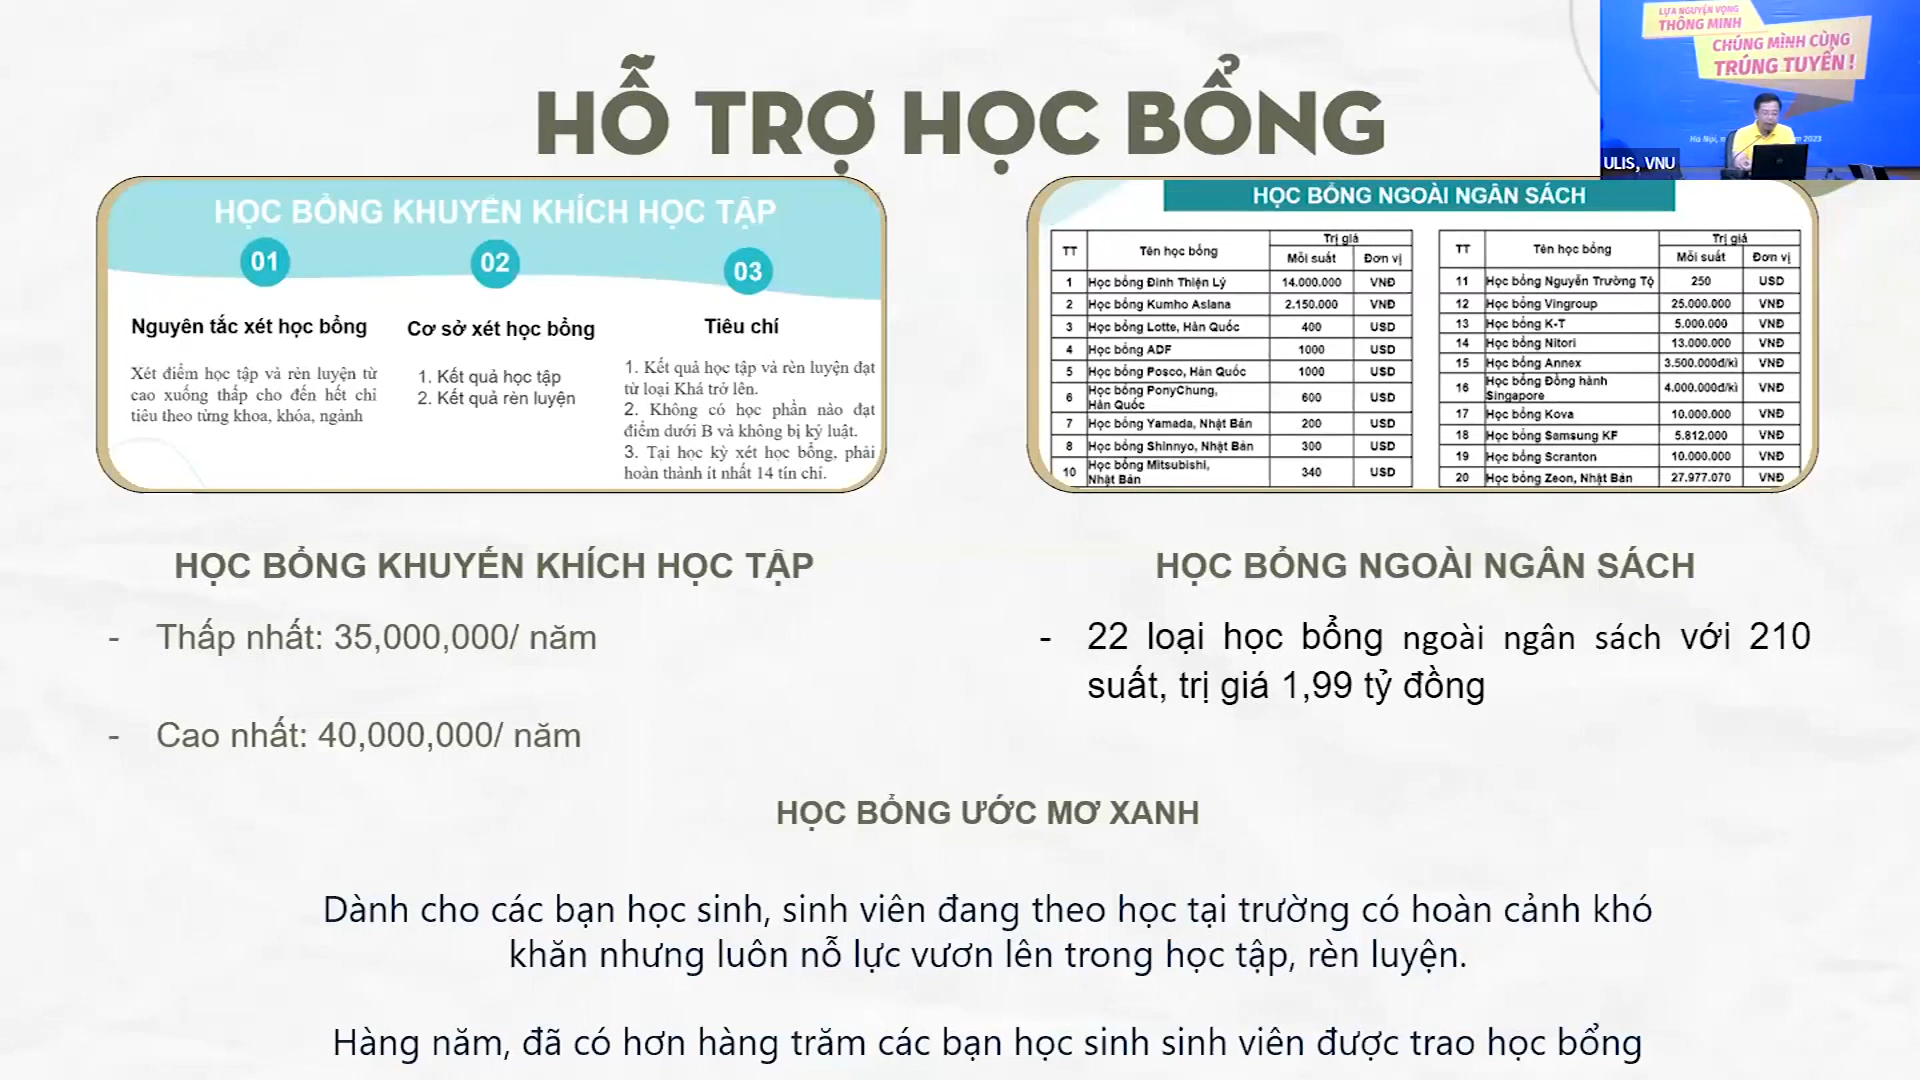 LỰA NGUYỆN VỌNG
THÔNG MINH
CHÚNG MÌNH CÙNG
TRÚNG TUYỂN !
Hà Nội, n
m 2023
ULIS, VNU
HỖ TRỢ HỌC BỔNG
HỌC BỔNG KHUYẾN KHÍCH HỌC TẬP
01
02
03
Nguyên tắc xét học bổng
Cơ sở xét học bổng
Tiêu chí
Xét điểm học tập và rèn luyện từ
cao xuống thấp cho đến hết chỉ
tiêu theo từng khoa, khóa, ngành
1. Kết quả học tập
2. Kết quả rèn luyện
1. Kết quả học tập và rèn luyện đạt
từ loại Khá trở lên.
2. Không có học phần nào đạt
điểm dưới B và không bị kỷ luật.
3. Tại học kỳ xét học bổng, phải
hoàn thành ít nhất 14 tín chỉ.
HỌC BỔNG NGOÀI NGÂN SÁCH
TT Tên học bổng Trị giá
Mỗi suất Đơn vị
1 Học bổng Đinh Thiện Lý 14.000.000 VNĐ
2 Học bổng Kumho Asiana 2.150.000 VNĐ
3 Học bổng Lotte, Hàn Quốc 400 USD
4 Học bổng ADF 1000 USD
5 Học bổng Posco, Hàn Quốc 1000 USD
6 Học bổng PonyChung,
Hàn Quốc 600 USD
7 Học bổng Yamada, Nhật Bản 200 USD
8 Học bổng Shinnyo, Nhật Bản 300 USD
10 Học bổng Mitsubishi,
Nhật Bản 340 USD
TT Tên học bổng Trị giá
Mỗi suất Đơn vị
11 Học bổng Nguyễn Trường Tộ 250 USD
12 Học bổng Vingroup 25.000.000 VNĐ
13 Học bổng K-T 5.000.000 VNĐ
14 Học bổng Nitori 13.000.000 VNĐ
15 Học bổng Annex 3.500.000đ/kì VNĐ
16 Học bổng Đồng hành
Singapore 4.000.000đ/kì VNĐ
17 Học bổng Kova 10.000.000 VNĐ
18 Học bổng Samsung KF 5.812.000 VNĐ
19 Học bổng Scranton 10.000.000 VNĐ
20 Học bổng Zeon, Nhật Bản 27.977.070 VNĐ
HỌC BỔNG KHUYẾN KHÍCH HỌC TẬP
- Thấp nhất: 35,000,000/ năm
- Cao nhất: 40,000,000/ năm
HỌC BỔNG NGOÀI NGÂN SÁCH
- 22 loại học bổng ngoài ngân sách với 210
suất, trị giá 1,99 tỷ đồng
HỌC BỔNG ƯỚC MƠ XANH
Dành cho các bạn học sinh, sinh viên đang theo học tại trường có hoàn cảnh khó
khăn nhưng luôn nỗ lực vươn lên trong học tập, rèn luyện.
Hàng năm, đã có hơn hàng trăm các bạn học sinh sinh viên được trao học bổng